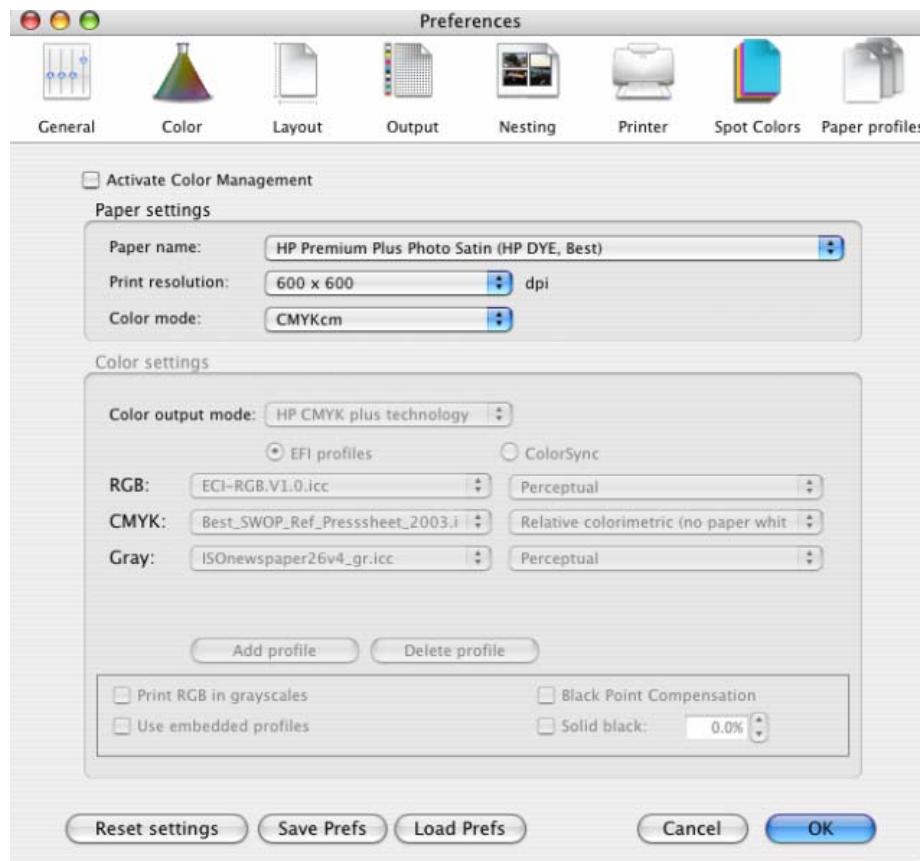 Preferences
General Color Layout Output Nesting Printer Spot Colors Paper profiles
Activate Color Management
Paper settings
Paper name: HP Premium Plus Photo Satin (HP DYE, Best)
Print resolution: 600 x 600 dpi
Color mode: CMYKcm
Color settings
Color output mode: HP CMYK plus technology
EFI profiles ColorSync
RGB: ECI-RGB.V1.0.icc Perceptual
CMYK: Best_SWOP_Ref_Presssheet_2003.i Relative colorimetric (no paper whit
Gray: ISOnewspaper26v4_gr.icc Perceptual
Add profile Delete profile
Print RGB in grayscales Black Point Compensation
Use embedded profiles Solid black: 0.0%
Reset settings Save Prefs Load Prefs Cancel OK